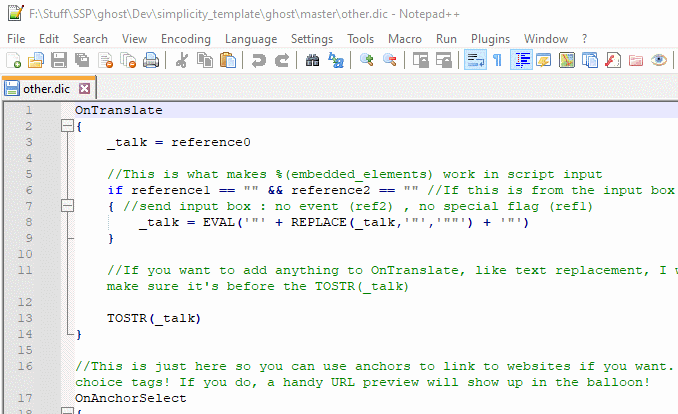 F:\Stuff\SSP\ghost\Dev\simplicity_template\ghost\master\other.dic - Notepad++
File Edit Search View Encoding Language Settings Tools Macro Run Plugins Window ?
other.dic
1 OnTranslate
2 {
3 _talk = reference0
4
5 //This is what makes %(embedded_elements) work in script input
6 if reference1 == "" && reference2 == "" //If this is from the input box
7 { //send input box : no event (ref2) , no special flag (ref1)
8 _talk = EVAL('"' + REPLACE(_talk,'"','""') + '"')
9 }
10
11 //If you want to add anything to OnTranslate, like text replacement, I w
make sure it's before the TOSTR(_talk)
12
13 TOSTR(_talk)
14 }
15
16 //This is just here so you can use anchors to link to websites if you want.
choice tags! If you do, a handy URL preview will show up in the balloon!
17 OnAnchorSelect
18 {